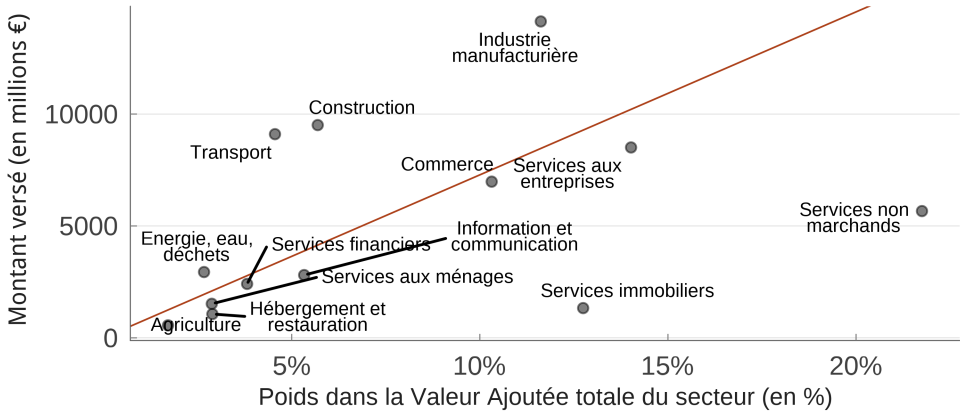 Montant versé (en millions €)
Industrie
manufacturière
10000
Construction
Transport
Commerce
Services aux
entreprises
Services non
marchands
5000
Energie, eau,
déchets
Services financiers
Information et
communication
Services aux ménages
Services immobiliers
Hébergement et
restauration
Agriculture
0
5%
10%
15%
20%
Poids dans la Valeur Ajoutée totale du secteur (en %)